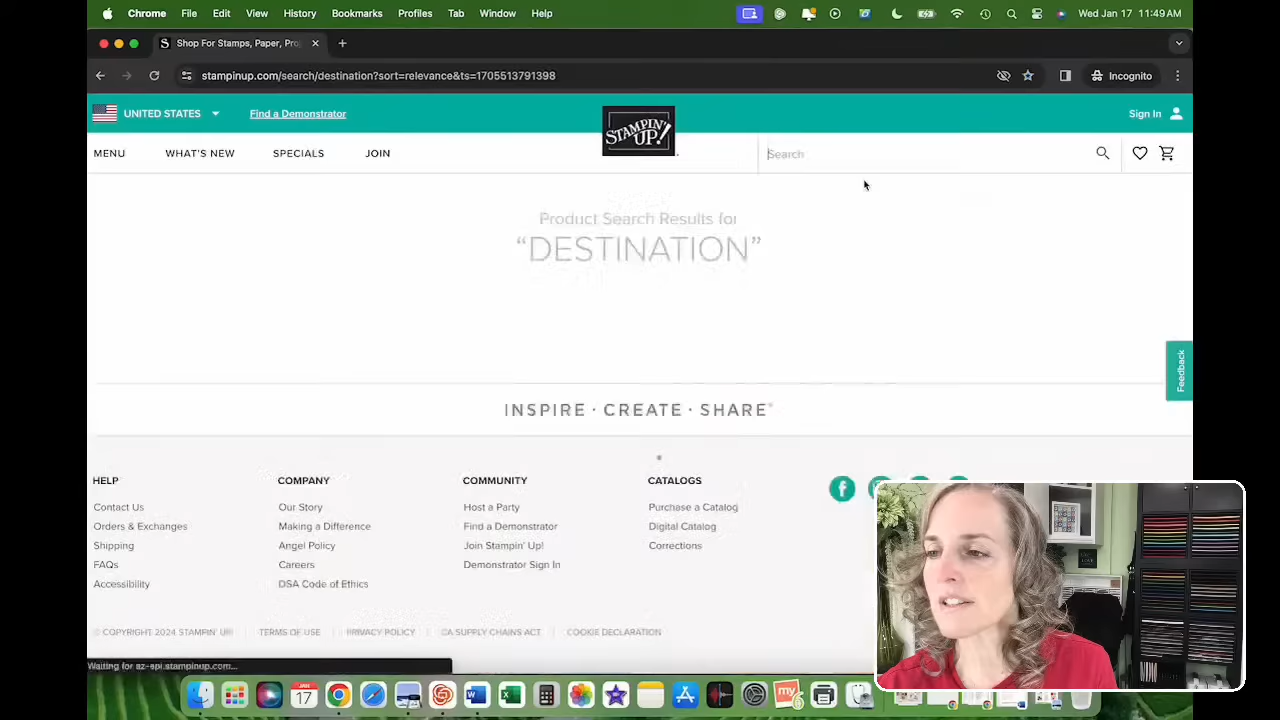 Chrome File Edit View History Bookmarks Profiles Tab Window Help Wed Jan 17 11:49 AM
Shop For Stamps, Paper, Pro
stampinup.com/search/destination?sort=relevance&ts=1705513791398 Incognito
UNITED STATES Find a Demonstrator Sign In
STAMPIN' UP!
MENU WHAT'S NEW SPECIALS JOIN Search
Product Search Results for
“DESTINATION”
Feedback
INSPIRE · CREATE · SHARE®
HELP COMPANY COMMUNITY CATALOGS
Contact Us Our Story Host a Party Purchase a Catalog
Orders & Exchanges Making a Difference Find a Demonstrator Digital Catalog
Shipping Angel Policy Join Stampin' Up! Corrections
FAQs Careers Demonstrator Sign In
Accessibility DSA Code of Ethics
© COPYRIGHT 2024 STAMPIN' UP! TERMS OF USE PRIVACY POLICY CA SUPPLY CHAINS ACT COOKIE DECLARATION
Waiting for az-api.stampinup.com...
JAN 17
my 6